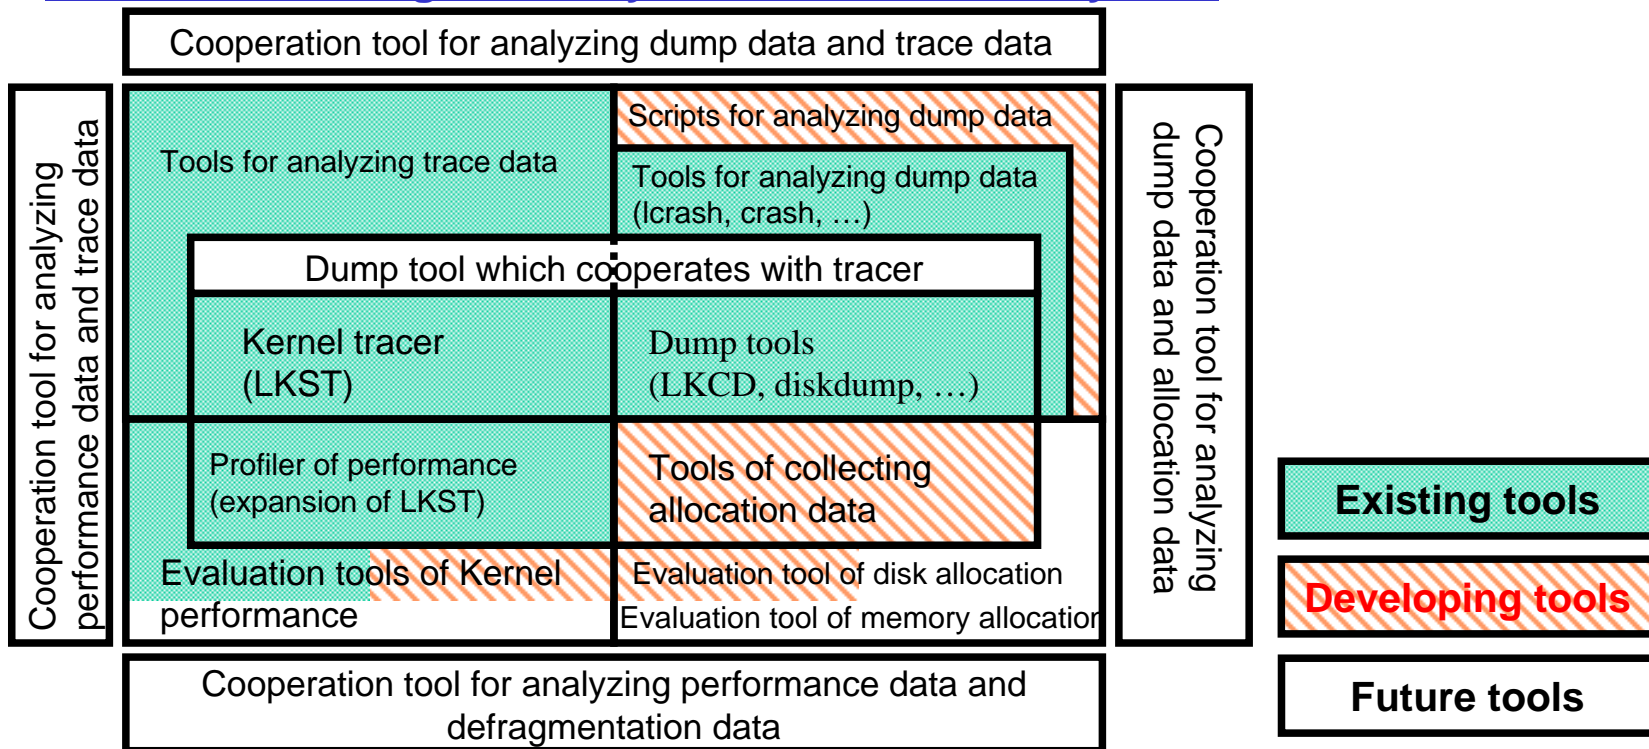 Cooperation tool for analyzing dump data and trace data
Cooperation tool for analyzing
performance data and trace data
Tools for analyzing trace data
Scripts for analyzing dump data
Tools for analyzing dump data
(lcrash, crash, …)
Dump tool which cooperates with tracer
Kernel tracer
(LKST)
Dump tools
(LKCD, diskdump, …)
Profiler of performance
(expansion of LKST)
Tools of collecting
allocation data
Evaluation tools of Kernel
performance
Evaluation tool of disk allocation
Evaluation tool of memory allocation
Cooperation tool for analyzing
dump data and allocation data
Cooperation tool for analyzing performance data and
defragmentation data
Existing tools
Developing tools
Future tools